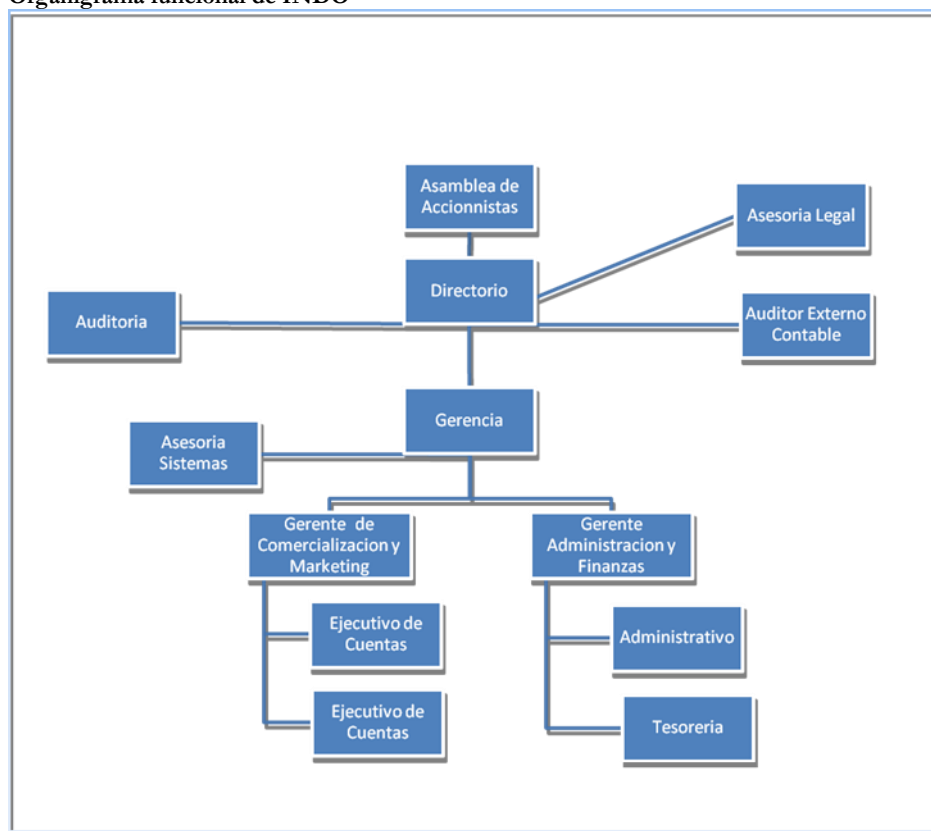 Organigrama funcional de INDO
Asamblea de
Accionnistas
Asesoria Legal
Directorio
Auditoria
Auditor Externo
Contable
Gerencia
Asesoria
Sistemas
Gerente de
Comercializacion y
Marketing
Gerente
Administracion y
Finanzas
Ejecutivo de
Cuentas
Administrativo
Ejecutivo de
Cuentas
Tesoreria